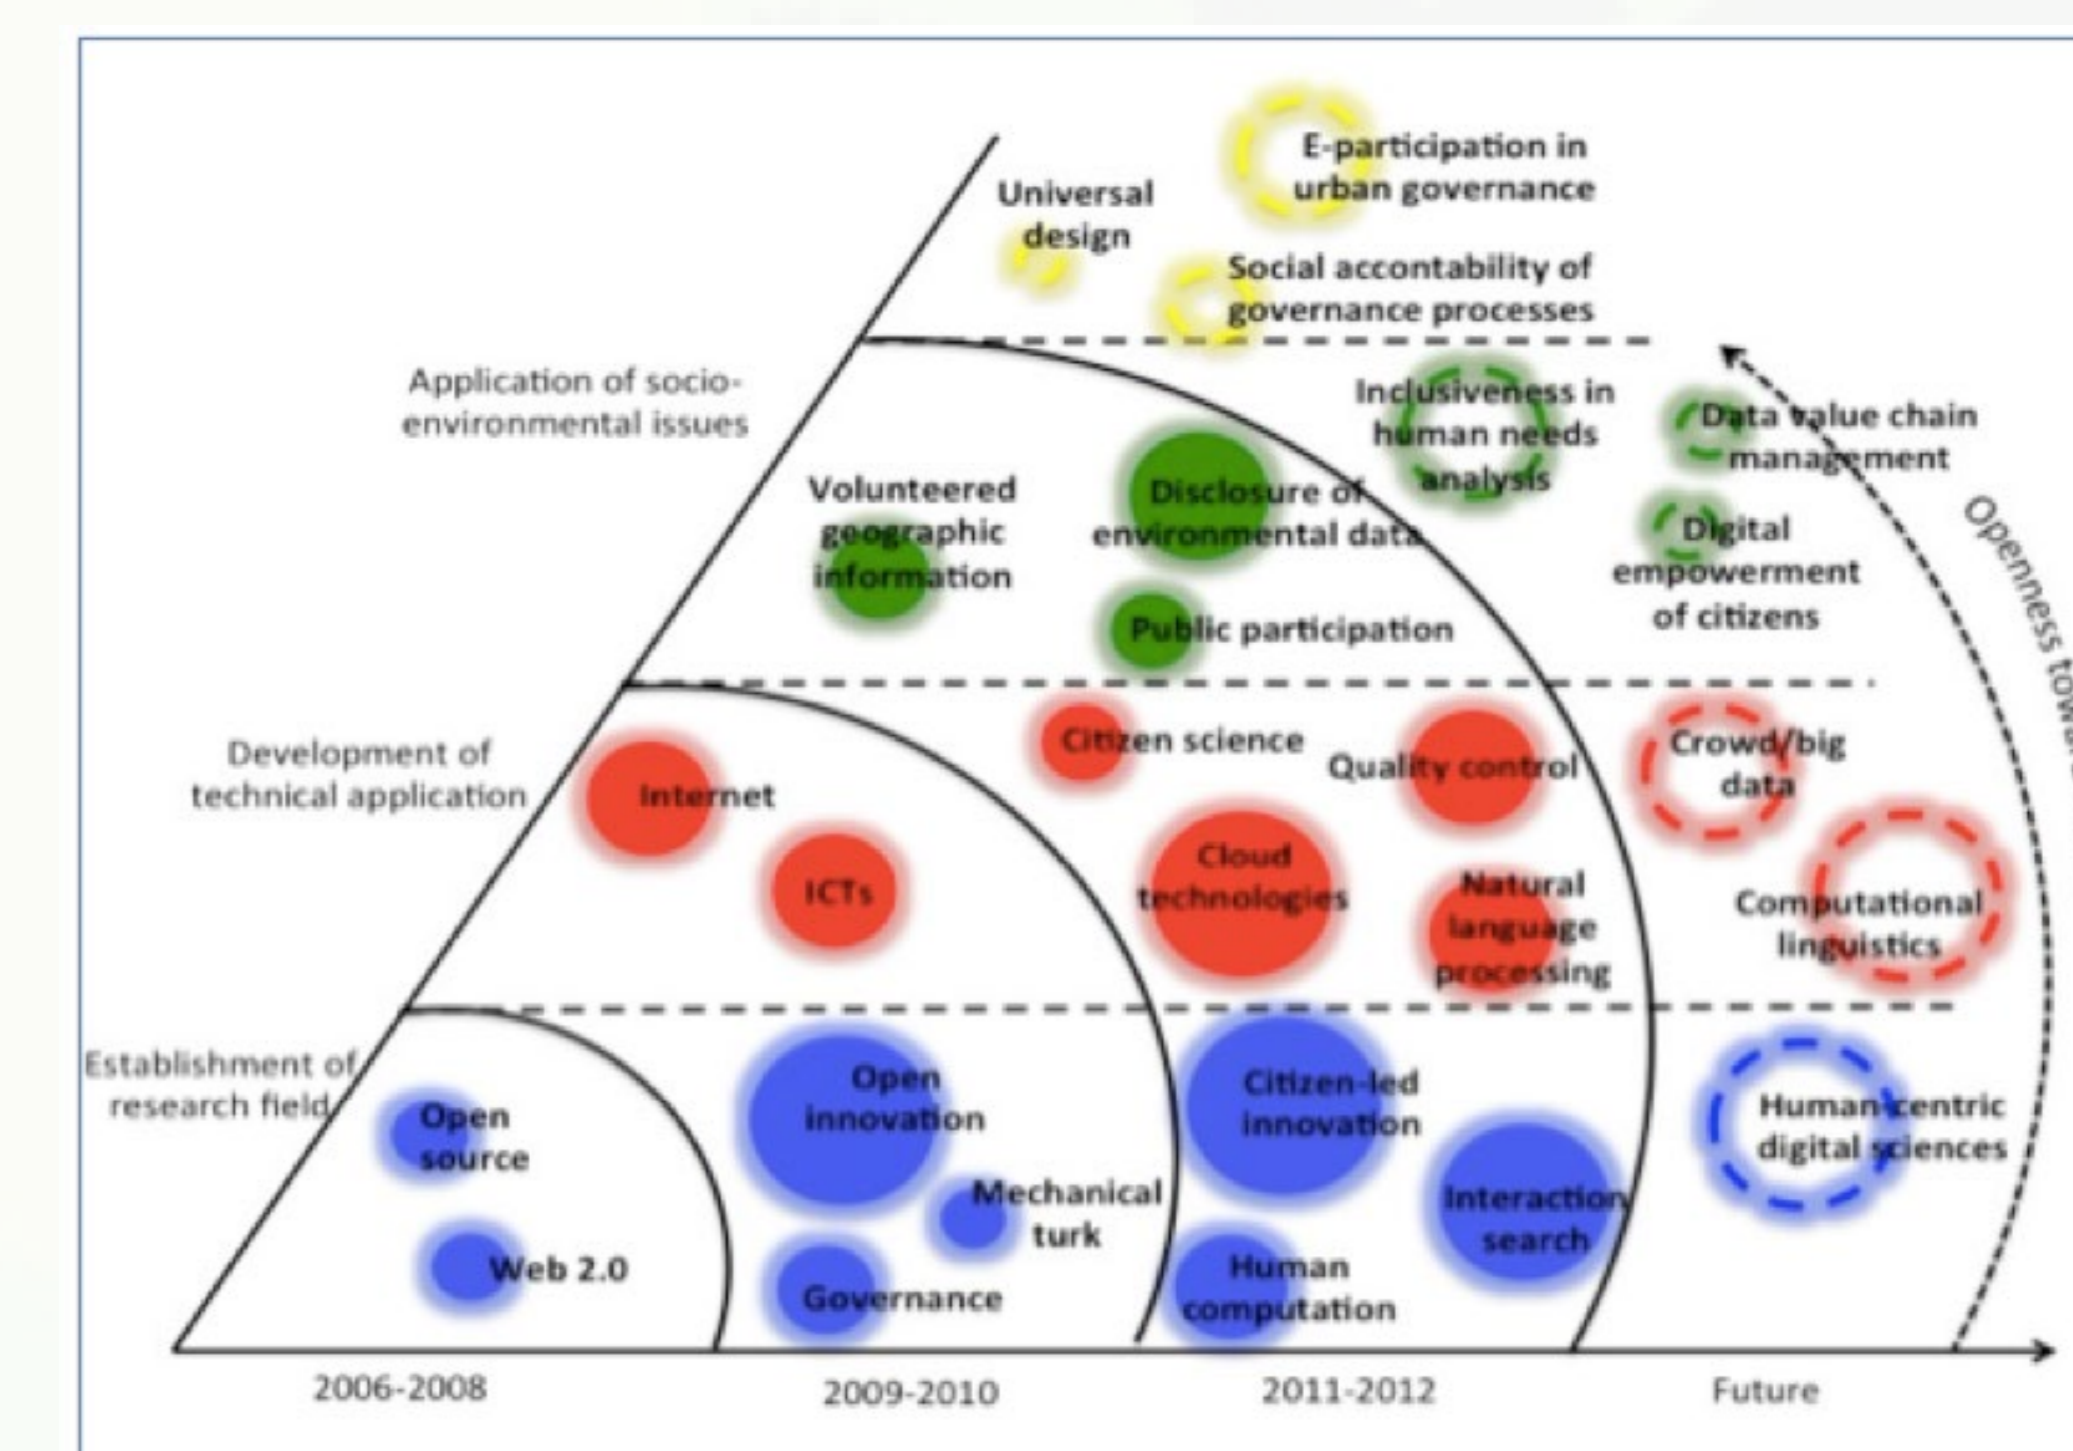 E-participation in
urban governance
Universal
design
Social accontability of
governance processes
Application of socio-
environmental issues
Inclusiveness in
human needs
analysis
Data value chain
management
Volunteered
geographic
information
Disclosure of
environmental data
Digital
empowerment
of citizens
Public participation
Openness
Development of
technical application
Internet
ICTs
Citizen science
Quality control
Cloud
technologies
Natural
language
processing
Crowd/big
data
Computational
linguistics
Establishment of
research field
Open
source
Web 2.0
Open
innovation
Mechanical
turk
Governance
Citizen-led
innovation
Interaction
search
Human
computation
Human-centric
digital sciences
2006-2008
2009-2010
2011-2012
Future